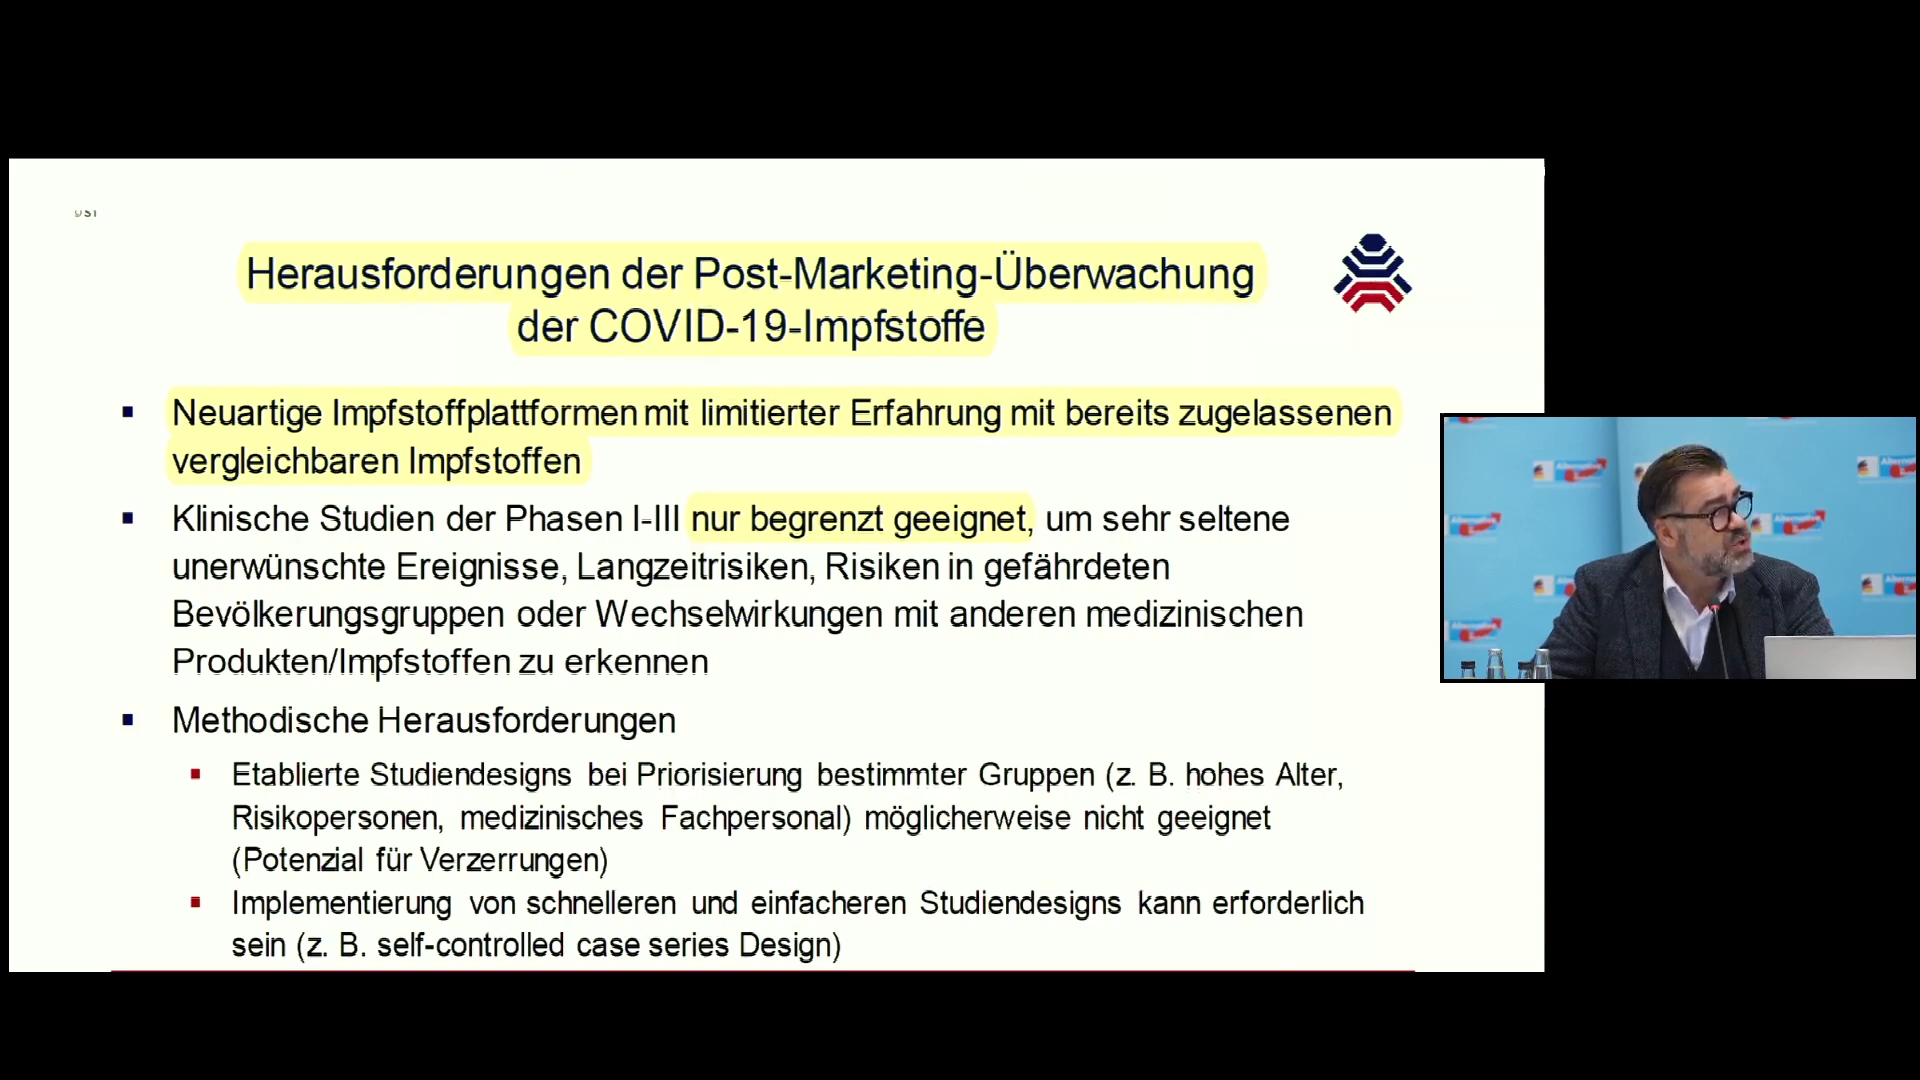 Herausforderungen der Post-Marketing-Überwachung
der COVID-19-Impfstoffe
Neuartige Impfstoffplattformen mit limitierter Erfahrung mit bereits zugelassenen
vergleichbaren Impfstoffen
Klinische Studien der Phasen I-III nur begrenzt geeignet, um sehr seltene
unerwünschte Ereignisse, Langzeitrisiken, Risiken in gefährdeten
Bevölkerungsgruppen oder Wechselwirkungen mit anderen medizinischen
Produkten/Impfstoffen zu erkennen
Methodische Herausforderungen
Etablierte Studiendesigns bei Priorisierung bestimmter Gruppen (z. B. hohes Alter,
Risikopersonen, medizinisches Fachpersonal) möglicherweise nicht geeignet
(Potenzial für Verzerrungen)
Implementierung von schnelleren und einfacheren Studiendesigns kann erforderlich
sein (z. B. self-controlled case series Design)